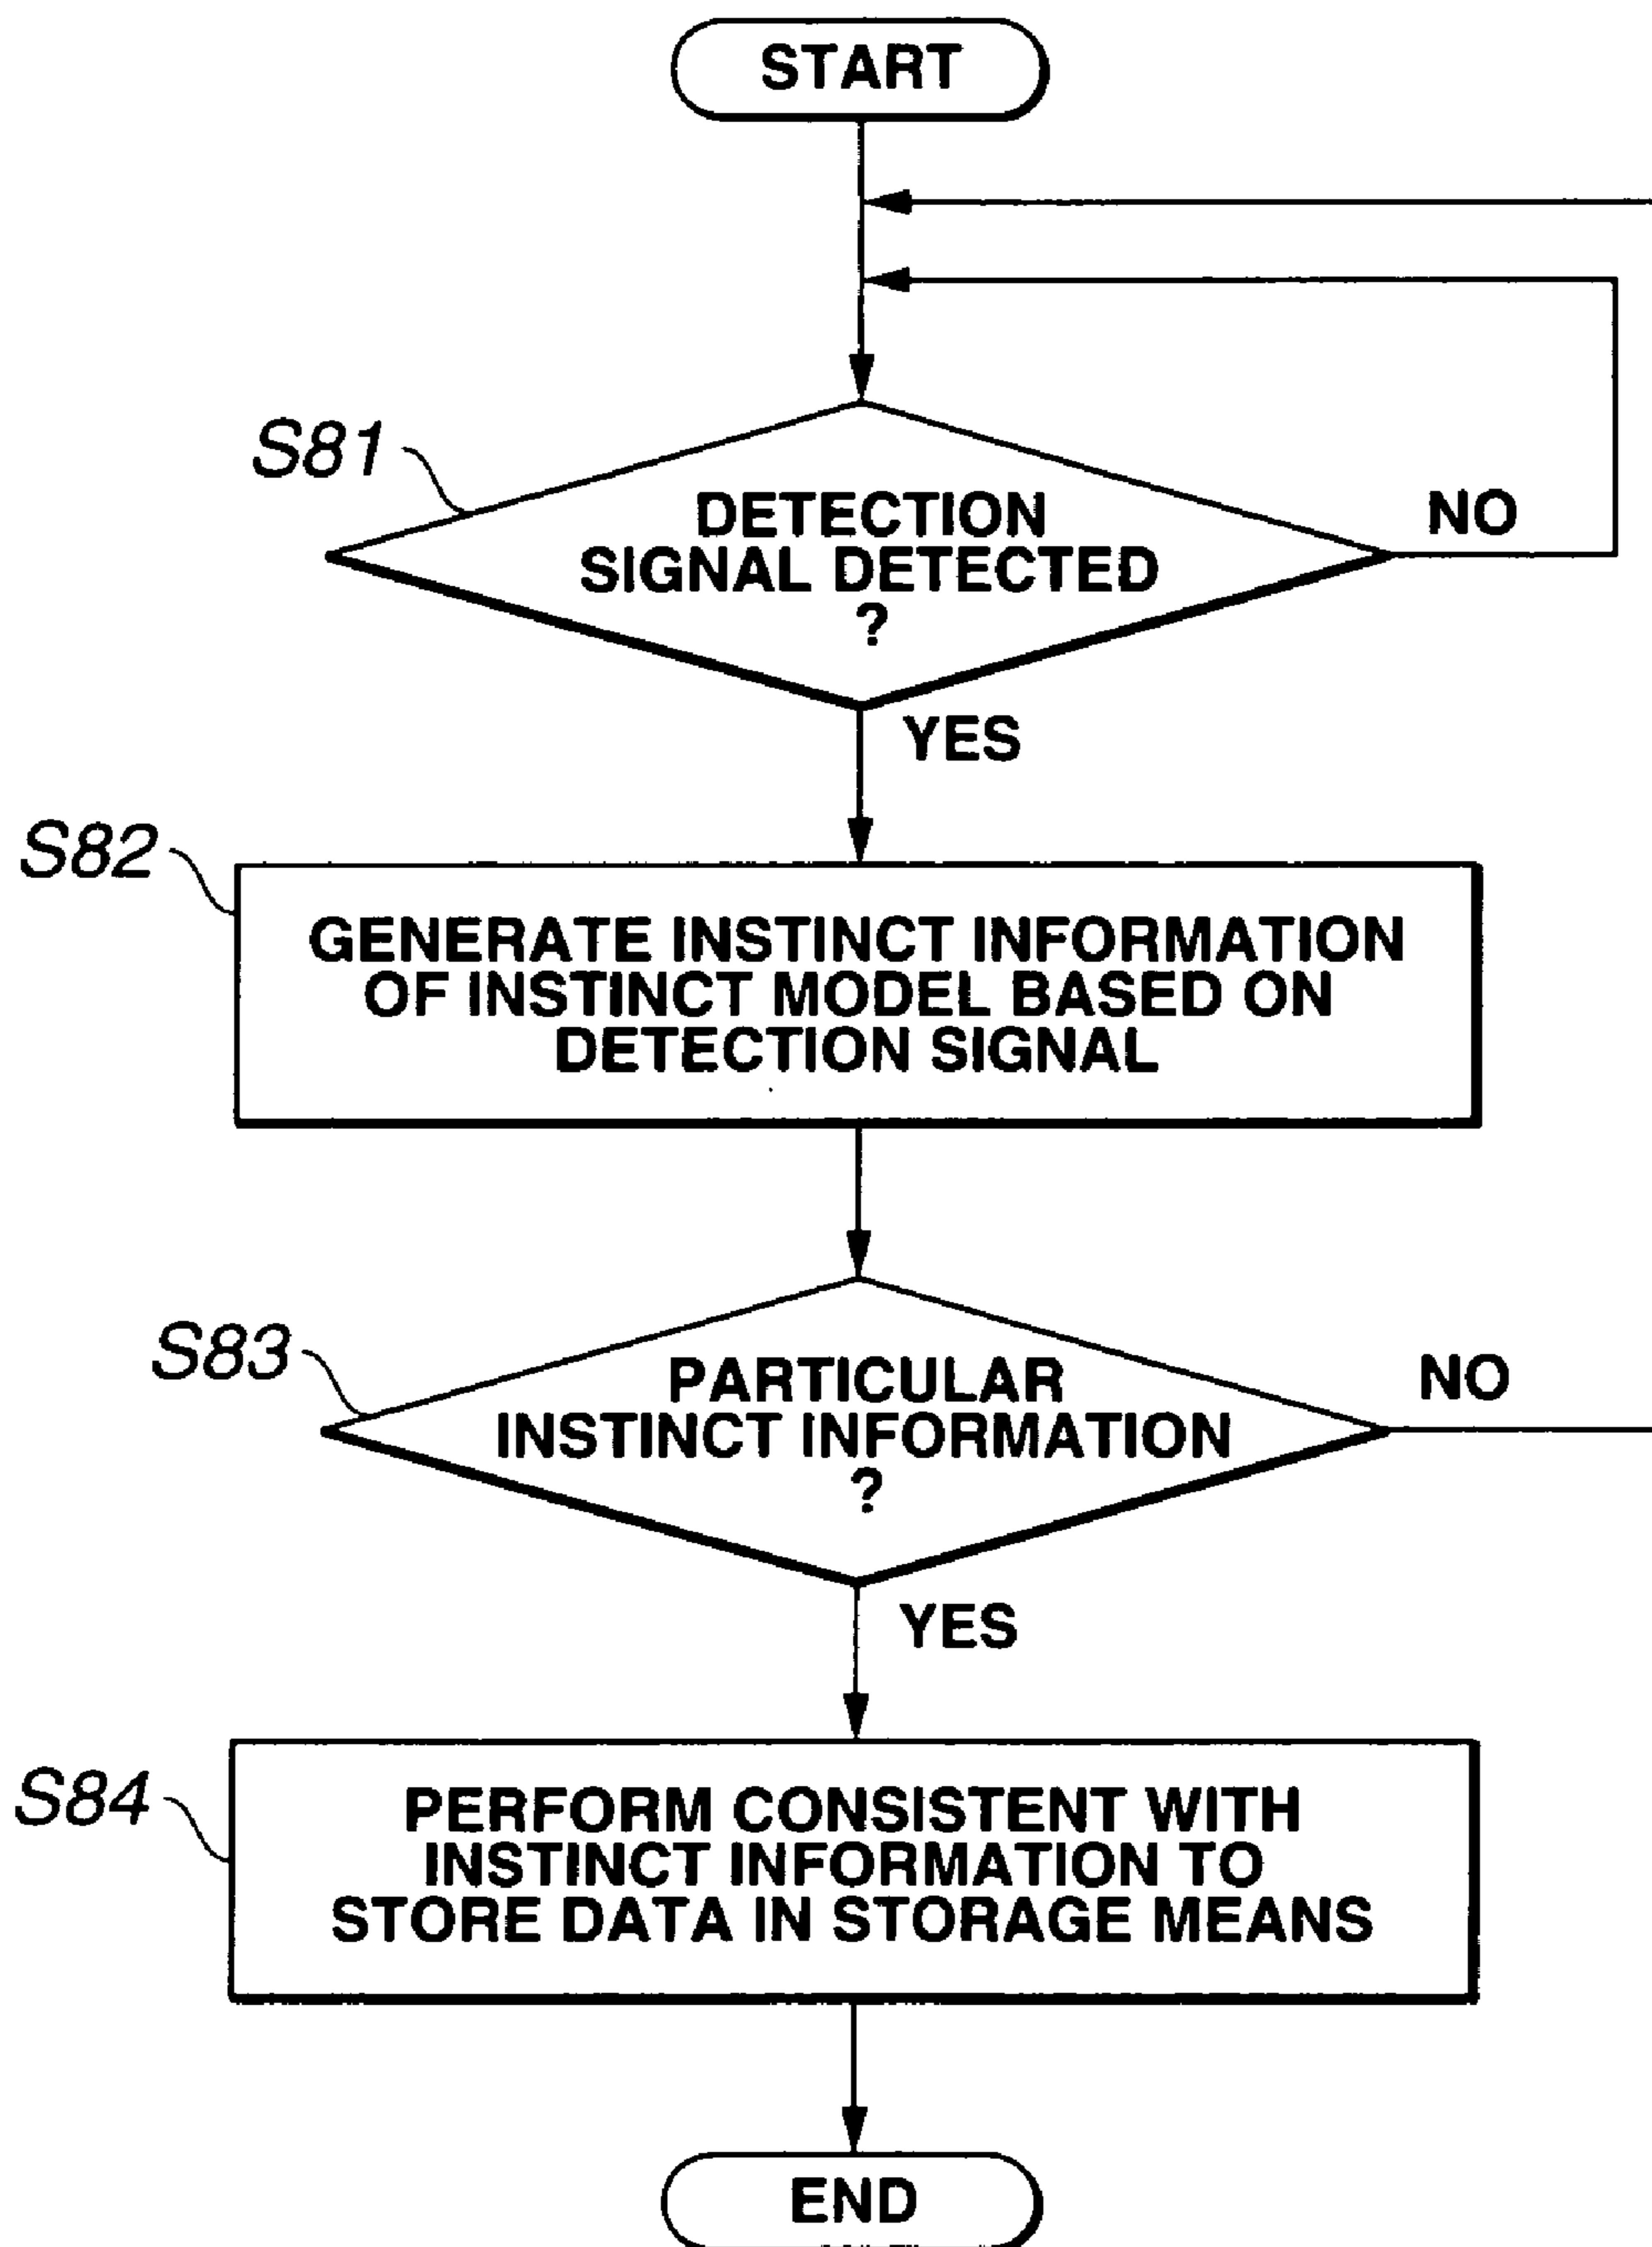 START
S81
DETECTION
SIGNAL DETECTED
?
NO
YES
S82
GENERATE INSTINCT INFORMATION
OF INSTINCT MODEL BASED ON
DETECTION SIGNAL
S83
PARTICULAR
INSTINCT INFORMATION
?
NO
YES
S84
PERFORM CONSISTENT WITH
INSTINCT INFORMATION TO
STORE DATA IN STORAGE MEANS
END